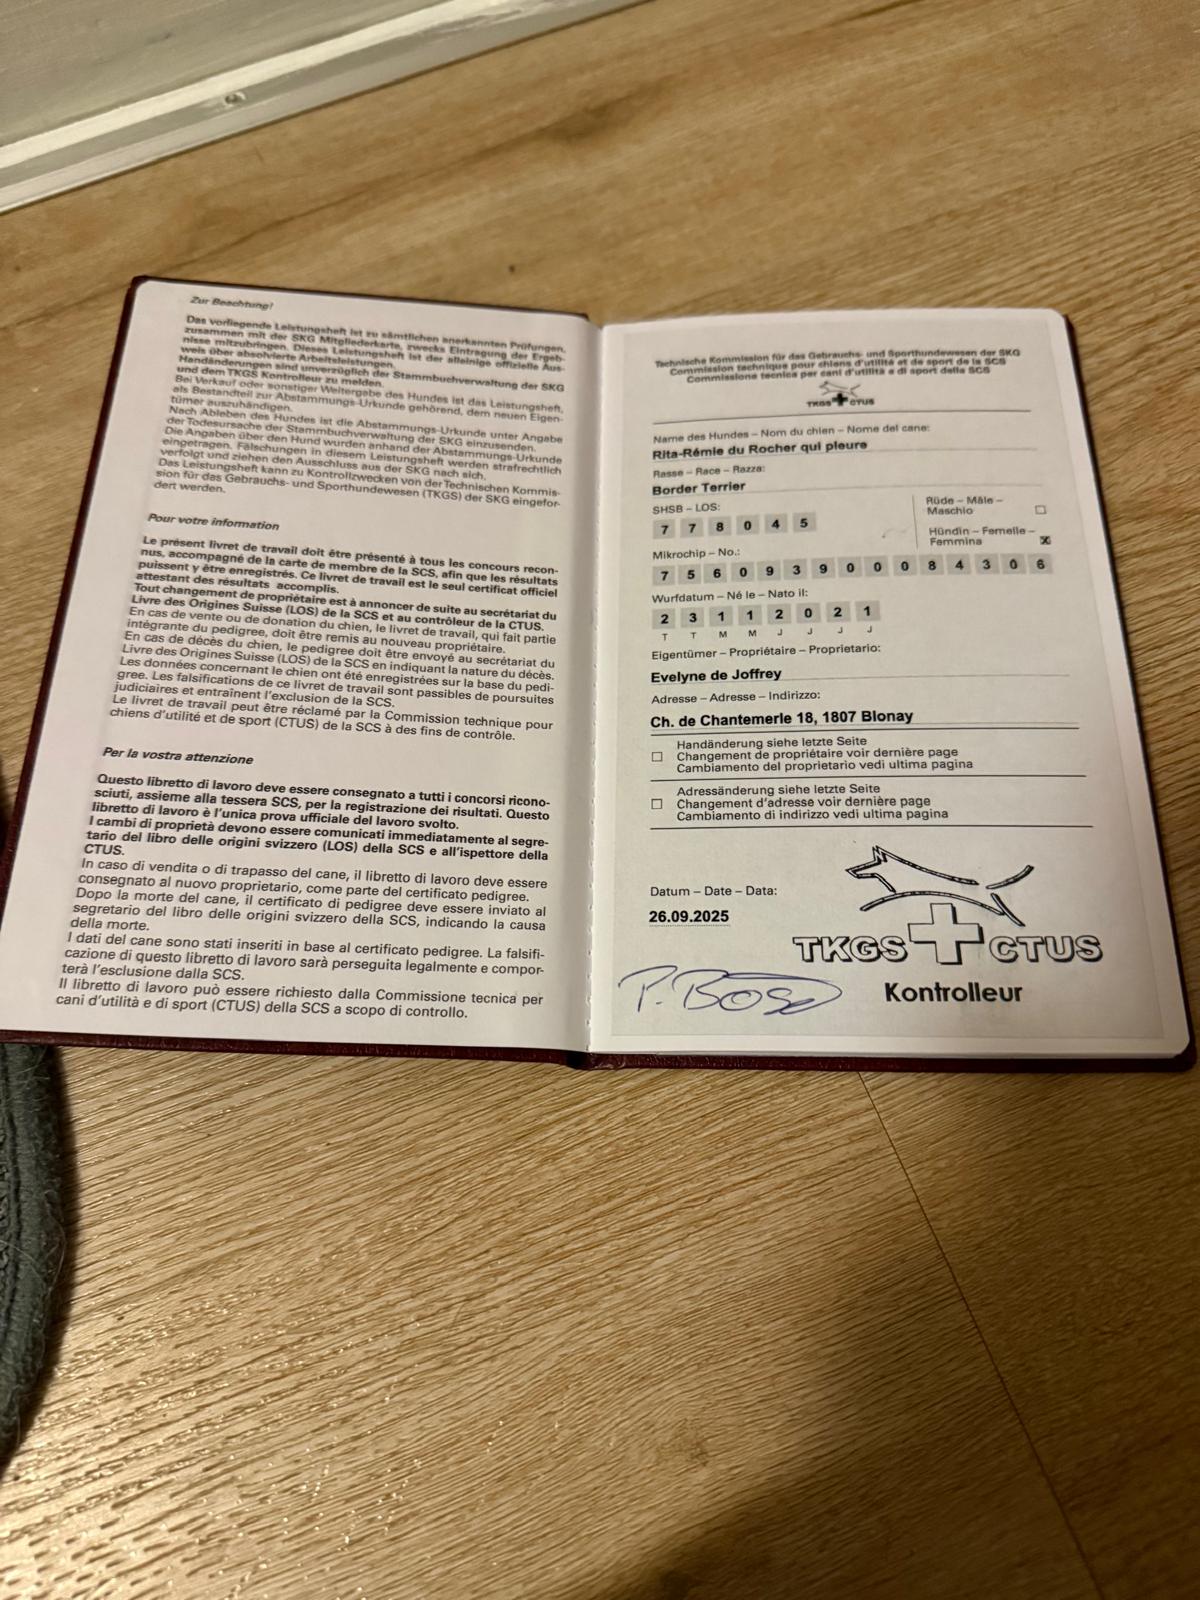 Zur Beachtung!
Das vorliegende Leistungsheft ist zu sämtlichen anerkannten Prüfungen,
zusammen mit der SKG Mitgliederkarte, zwecks Eintragung der Ergeb-
nisse mitzubringen. Dieses Leistungsheft ist der alleinige offizielle Aus-
weis über absolvierte Arbeitsleistungen.
Handänderungen sind unverzüglich der Stammbuchverwaltung der SKG
und dem TKGS Kontrolleur zu melden.
Bei Verkauf oder sonstiger Weitergabe des Hundes ist das Leistungsheft,
als Bestandteil zur Abstammungs-Urkunde gehörend, dem neuen Eigen-
tümer auszuhändigen.
Nach Ableben des Hundes ist die Abstammungs-Urkunde unter Angabe
der Todesursache der Stammbuchverwaltung der SKG einzusenden.
Die Angaben über den Hund wurden anhand der Abstammungs-Urkunde
eingetragen. Fälschungen in diesem Leistungsheft werden strafrechtlich
verfolgt und ziehen den Ausschluss aus der SKG nach sich.
Das Leistungsheft kann zu Kontrollzwecken von der Technischen Kommis-
sion für das Gebrauchs- und Sporthundewesen (TKGS) der SKG eingefor-
dert werden.
Pour votre information
Le présent livret de travail doit être présenté à tous les concours recon-
nus, accompagné de la carte de membre de la SCS, afin que les résultats
puissent y être enregistrés. Ce livret de travail est le seul certificat officiel
attestant des résultats accomplis.
Tout changement de propriétaire est à annoncer de suite au secrétariat du
Livre des Origines Suisse (LOS) de la SCS et au contrôleur de la CTUS.
En cas de vente ou de donation du chien, le livret de travail, qui fait partie
intégrante du pedigree, doit être remis au nouveau propriétaire.
En cas de décès du chien, le pedigree doit être envoyé au secrétariat du
Livre des Origines Suisse (LOS) de la SCS en indiquant la nature du décès.
Les données concernant le chien ont été enregistrées sur la base du pedi-
gree. Les falsifications de ce livret de travail sont passibles de poursuites
judiciaires et entraînent l'exclusion de la SCS.
Le livret de travail peut être réclamé par la Commission technique pour
chiens d'utilité et de sport (CTUS) de la SCS à des fins de contrôle.
Per la vostra attenzione
Questo libretto di lavoro deve essere consegnato a tutti i concorsi ricono-
sciuti, assieme alla tessera SCS, per la registrazione dei risultati. Questo
libretto di lavoro è l'unica prova ufficiale del lavoro svolto.
I cambi di proprietà devono essere comunicati immediatamente al segre-
tario del libro delle origini svizzero (LOS) della SCS e all'ispettore della
CTUS.
In caso di vendita o di trapasso del cane, il libretto di lavoro deve essere
consegnato al nuovo proprietario, come parte del certificato pedigree.
Dopo la morte del cane, il certificato di pedigree deve essere inviato al
segretario del libro delle origini svizzero della SCS, indicando la causa
della morte.
I dati del cane sono stati inseriti in base al certificato pedigree. La falsifi-
cazione di questo libretto di lavoro sarà perseguita legalmente e compor-
terà l'esclusione dalla SCS.
Il libretto di lavoro può essere richiesto dalla Commissione tecnica per
cani d'utilità e di sport (CTUS) della SCS a scopo di controllo.
Technische Kommission für das Gebrauchs- und Sporthundewesen der SKG
Commission technique pour chiens d'utilité et de sport de la SCS
Commissione tecnica per cani d'utilità e di sport della SCS
TKGS CTUS
Name des Hundes – Nom du chien – Nome del cane:
Rita-Rémie du Rocher qui pleure
Rasse – Race – Razza:
Border Terrier
SHSB – LOS:
7 7 8 0 4 5
Rüde – Mâle –
Maschio
Hündin – Femelle –
Femmina
Mikrochip – No.:
7 5 6 0 9 3 9 0 0 0 8 4 3 0 6
Wurfdatum – Né le – Nato il:
2 3 1 1 2 0 2 1
T T M M J J J J
Eigentümer – Propriétaire – Proprietario:
Evelyne de Joffrey
Adresse – Adresse – Indirizzo:
Ch. de Chantemerle 18, 1807 Blonay
Handänderung siehe letzte Seite
Changement de propriétaire voir dernière page
Cambiamento del proprietario vedi ultima pagina
Adressänderung siehe letzte Seite
Changement d'adresse voir dernière page
Cambiamento di indirizzo vedi ultima pagina
Datum – Date – Data:
26.09.2025
TKGS CTUS
Kontrolleur